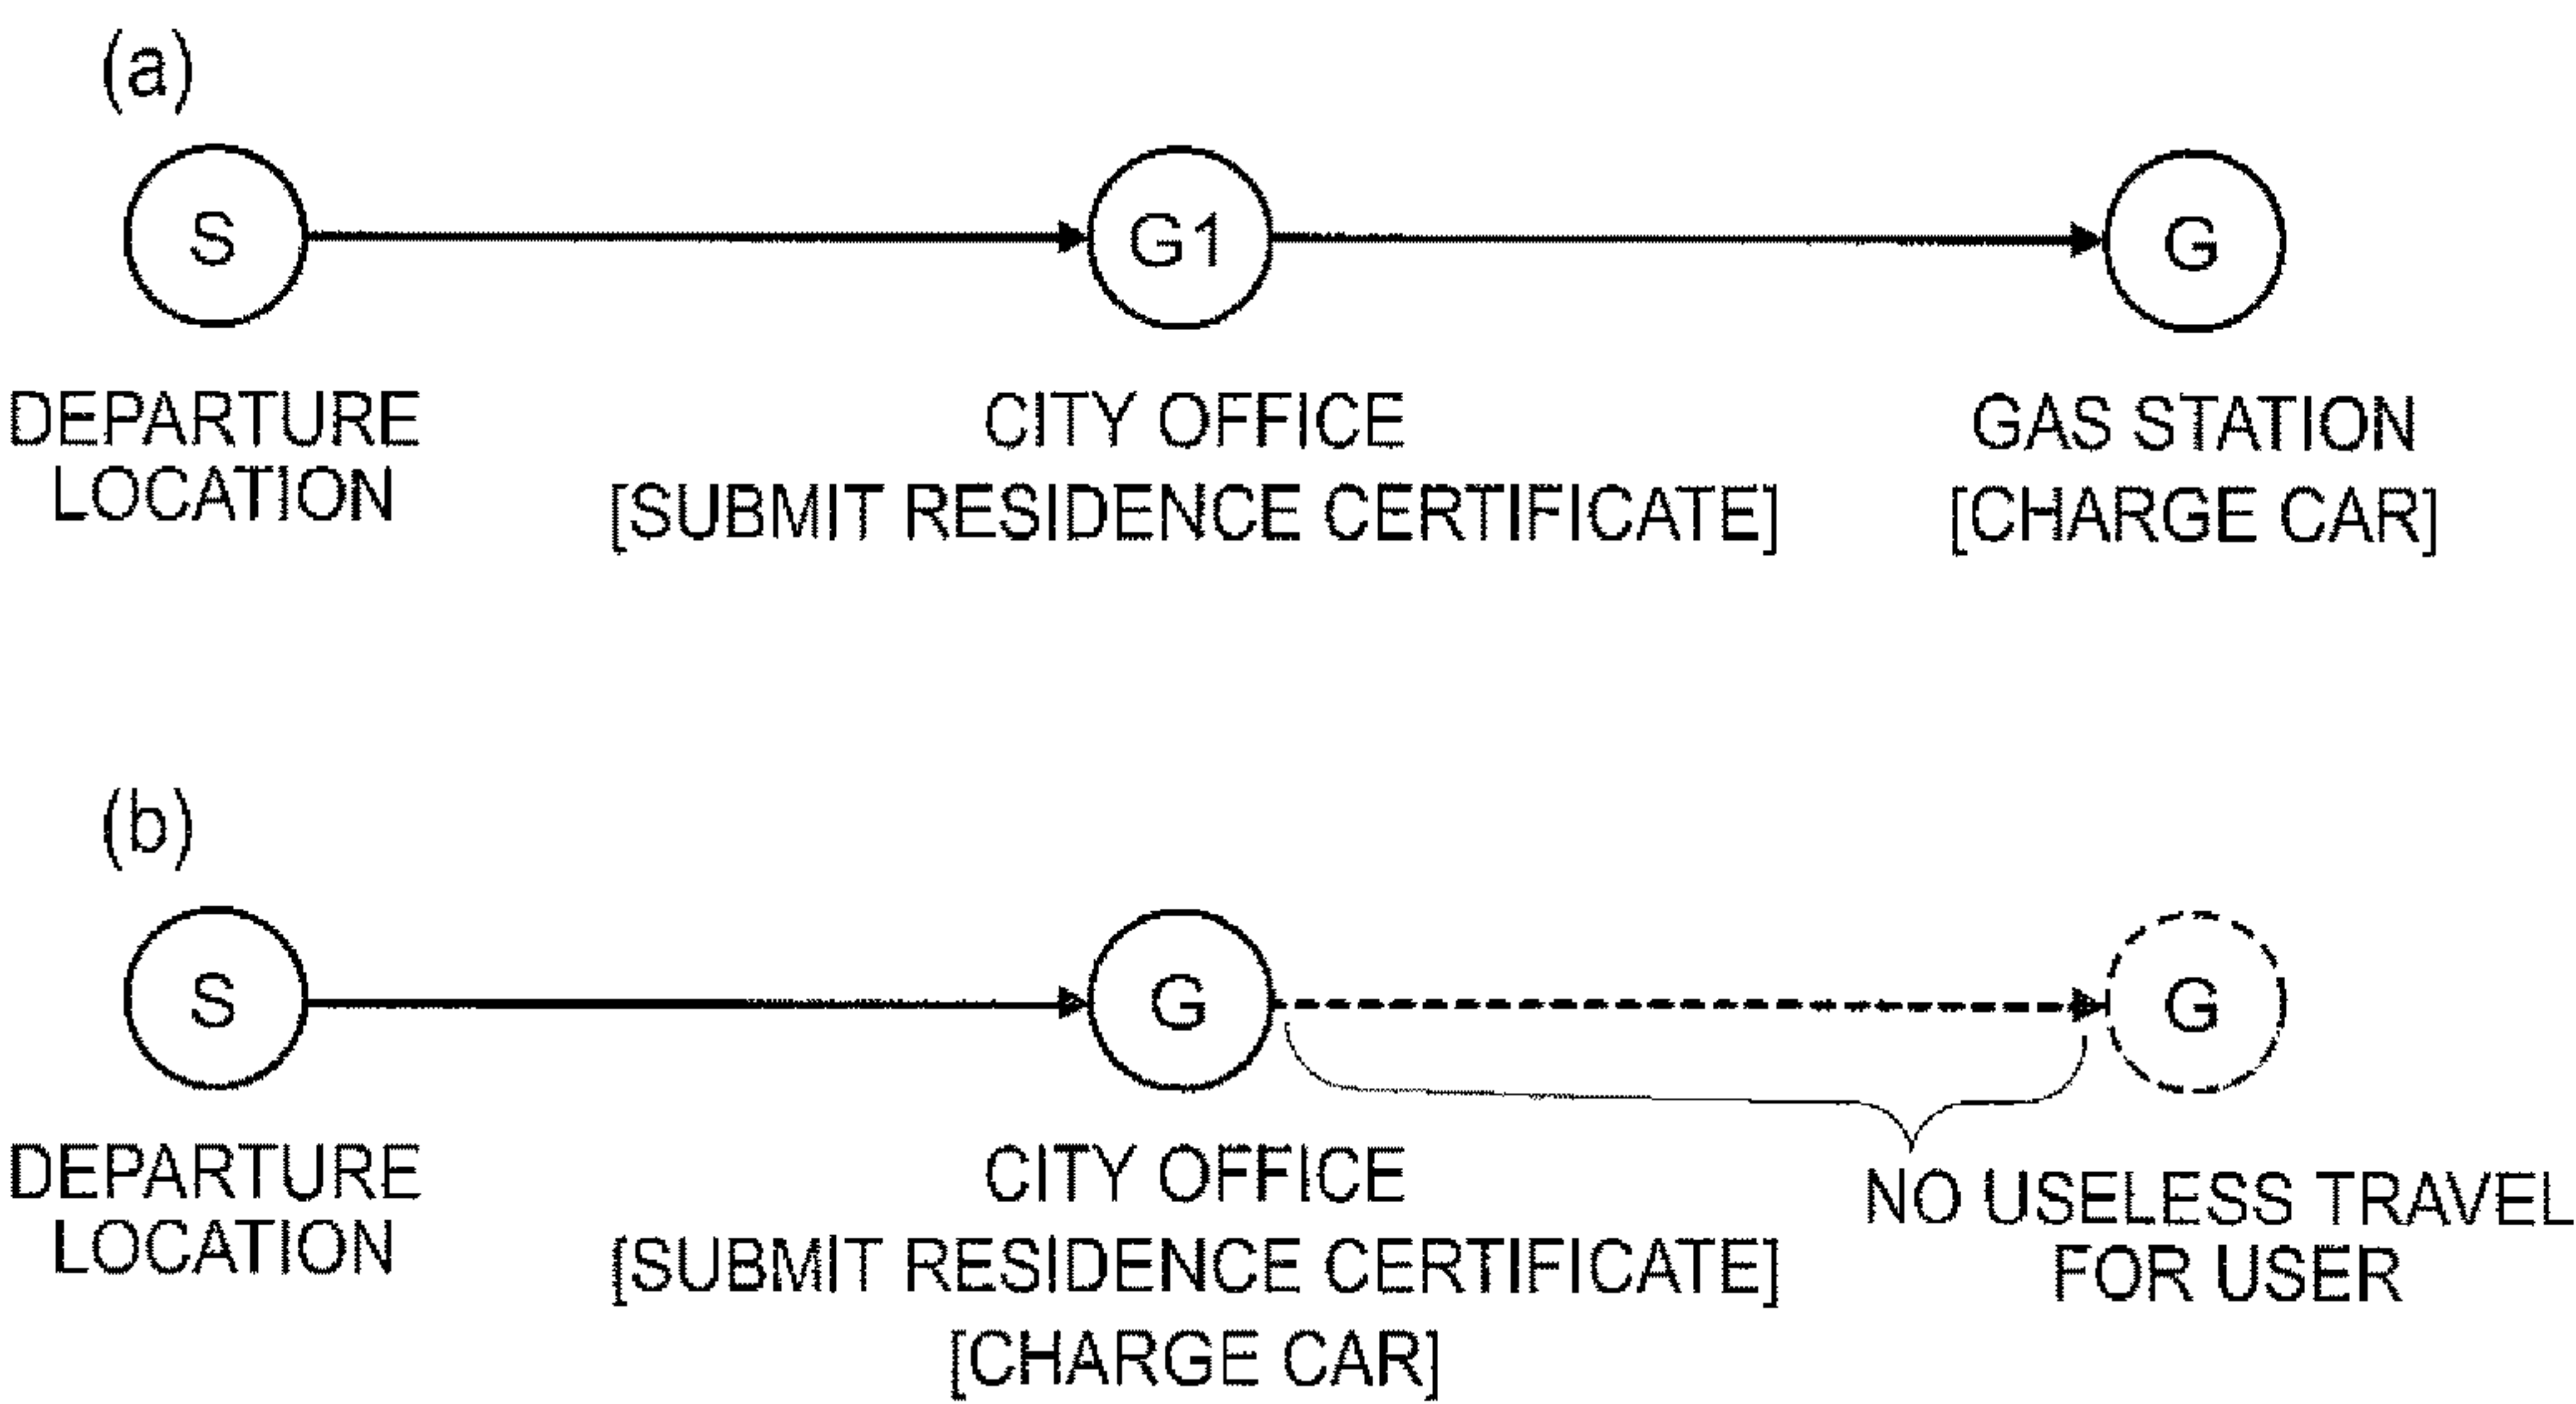 (a)
S
G1
G
DEPARTURE
LOCATION
CITY OFFICE
[SUBMIT RESIDENCE CERTIFICATE]
GAS STATION
[CHARGE CAR]
(b)
S
G
G
DEPARTURE
LOCATION
CITY OFFICE
[SUBMIT RESIDENCE CERTIFICATE]
[CHARGE CAR]
NO USELESS TRAVEL
FOR USER